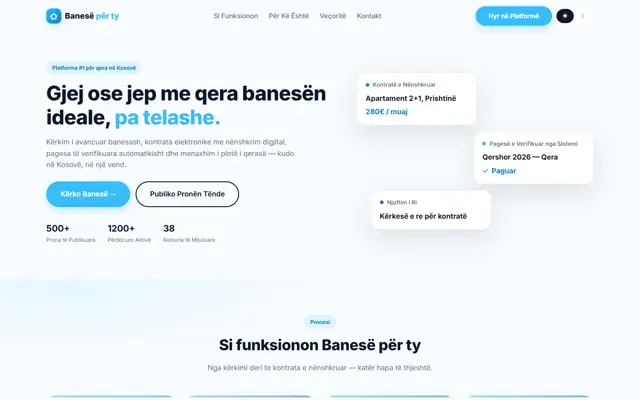 Banesë për ty
Si Funksionon
Për Kë Është
Veçoritë
Kontakt
Hyr në Platformë
Platforma #1 për qera në Kosovë
Gjej ose jep me qera banesën
ideale, pa telashe.
Kërkim i avancuar banesash, kontrata elektronike me nënshkrim digjital,
pagesa të verifikuara automatikisht dhe menaxhim i plotë i qerasë — kudo
në Kosovë, në një vend.
Kërko Banesë →
Publiko Pronën Tënde
500+
1200+
38
Prona të Publikuara
Përdorues Aktivë
Komuna të Mbuluara
Kontratë e Nënshkruar
Apartament 2+1, Prishtinë
280€ / muaj
Pagesë e Verifikuar nga Sistemi
Qershor 2026 — Qera
✓ Paguar
Njoftim i Ri
Kërkesë e re për kontratë
Procesi
Si funksionon Banesë për ty
Nga kërkimi deri te kontrata e nënshkruar — katër hapa të thjeshtë.